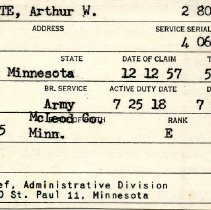 TE, Arthur W. 2 80
ADDRESS SERVICE SERIAL
4 06
STATE DATE OF CLAIM
Minnesota 12 12 57 5
BR. SERVICE ACTIVE DUTY DATE
Army 7 25 18 7
McLeod Co. RANK
5 Minn. E
ef, Administrative Division
0 St. Paul 11, Minnesota